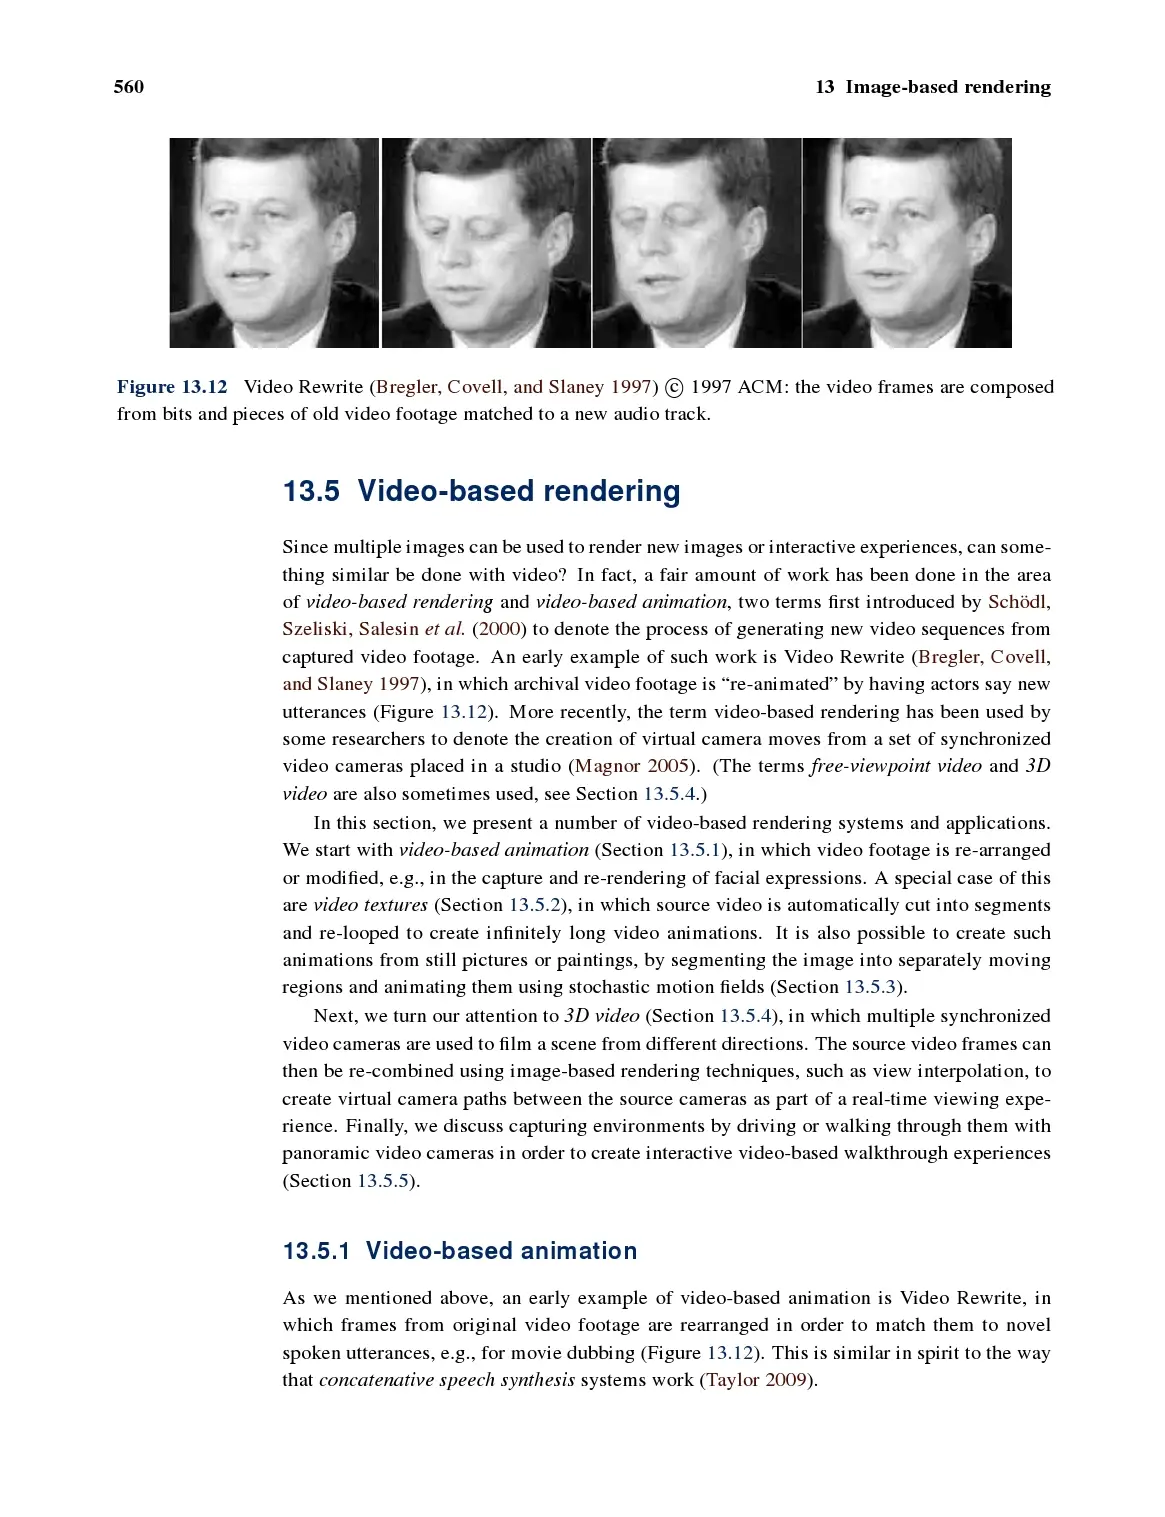 560
13 Image-based rendering
Figure 13.12 Video Rewrite (Bregler, Covell, and Slaney 1997) © 1997 ACM: the video frames are composed
from bits and pieces of old video footage matched to a new audio track.
13.5 Video-based rendering
Since multiple images can be used to render new images or interactive experiences, can some-
thing similar be done with video? In fact, a fair amount of work has been done in the area
of video-based rendering and video-based animation, two terms first introduced by Schödl,
Szeliski, Salesin et al. (2000) to denote the process of generating new video sequences from
captured video footage. An early example of such work is Video Rewrite (Bregler, Covell,
and Slaney 1997), in which archival video footage is “re-animated” by having actors say new
utterances (Figure 13.12). More recently, the term video-based rendering has been used by
some researchers to denote the creation of virtual camera moves from a set of synchronized
video cameras placed in a studio (Magnor 2005). (The terms free-viewpoint video and 3D
video are also sometimes used, see Section 13.5.4.)
In this section, we present a number of video-based rendering systems and applications.
We start with video-based animation (Section 13.5.1), in which video footage is re-arranged
or modified, e.g., in the capture and re-rendering of facial expressions. A special case of this
are video textures (Section 13.5.2), in which source video is automatically cut into segments
and re-looped to create infinitely long video animations. It is also possible to create such
animations from still pictures or paintings, by segmenting the image into separately moving
regions and animating them using stochastic motion fields (Section 13.5.3).
Next, we turn our attention to 3D video (Section 13.5.4), in which multiple synchronized
video cameras are used to film a scene from different directions. The source video frames can
then be re-combined using image-based rendering techniques, such as view interpolation, to
create virtual camera paths between the source cameras as part of a real-time viewing expe-
rience. Finally, we discuss capturing environments by driving or walking through them with
panoramic video cameras in order to create interactive video-based walkthrough experiences
(Section 13.5.5).
13.5.1 Video-based animation
As we mentioned above, an early example of video-based animation is Video Rewrite, in
which frames from original video footage are rearranged in order to match them to novel
spoken utterances, e.g., for movie dubbing (Figure 13.12). This is similar in spirit to the way
that concatenative speech synthesis systems work (Taylor 2009).